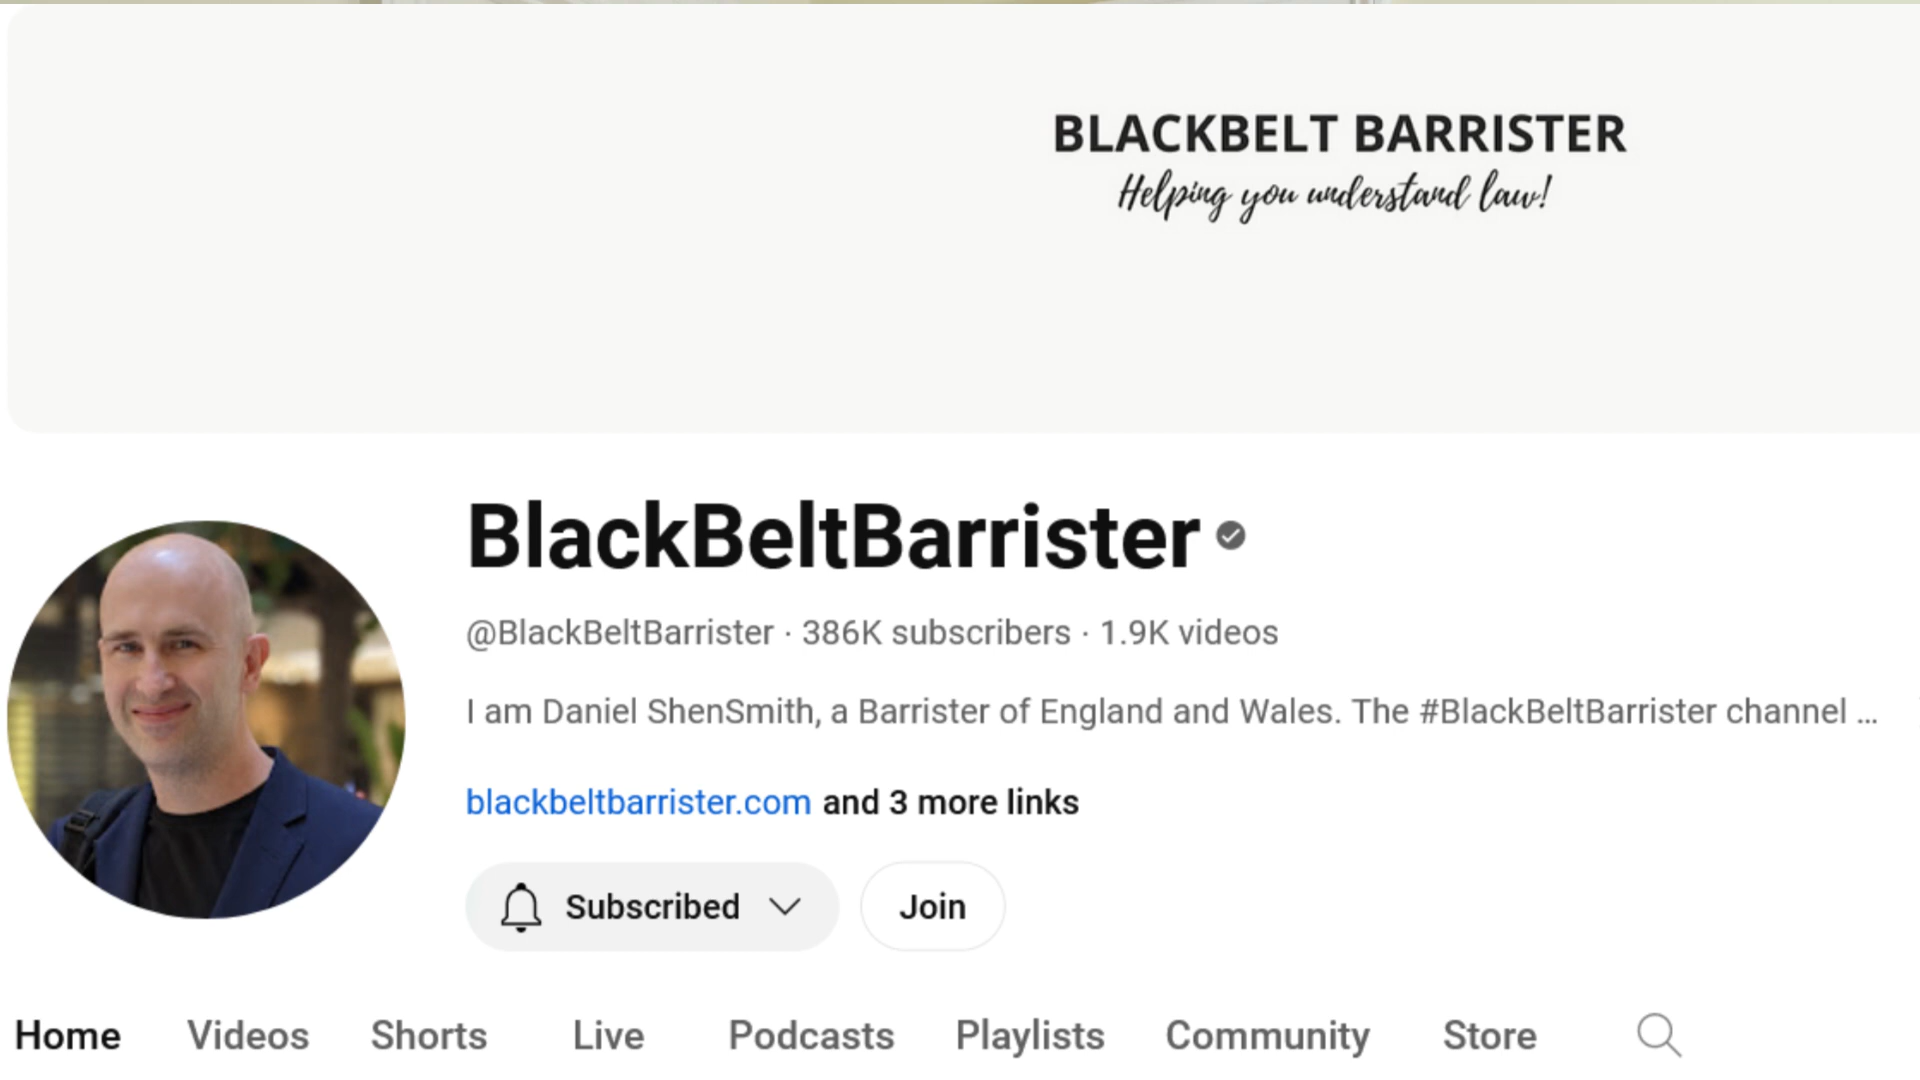 BLACKBELT BARRISTER
Helping you understand law!
BlackBeltBarrister
@BlackBeltBarrister · 386K subscribers · 1.9K videos
I am Daniel ShenSmith, a Barrister of England and Wales. The #BlackBeltBarrister channel ...
blackbeltbarrister.com and 3 more links
Subscribed Join
Home Videos Shorts Live Podcasts Playlists Community Store